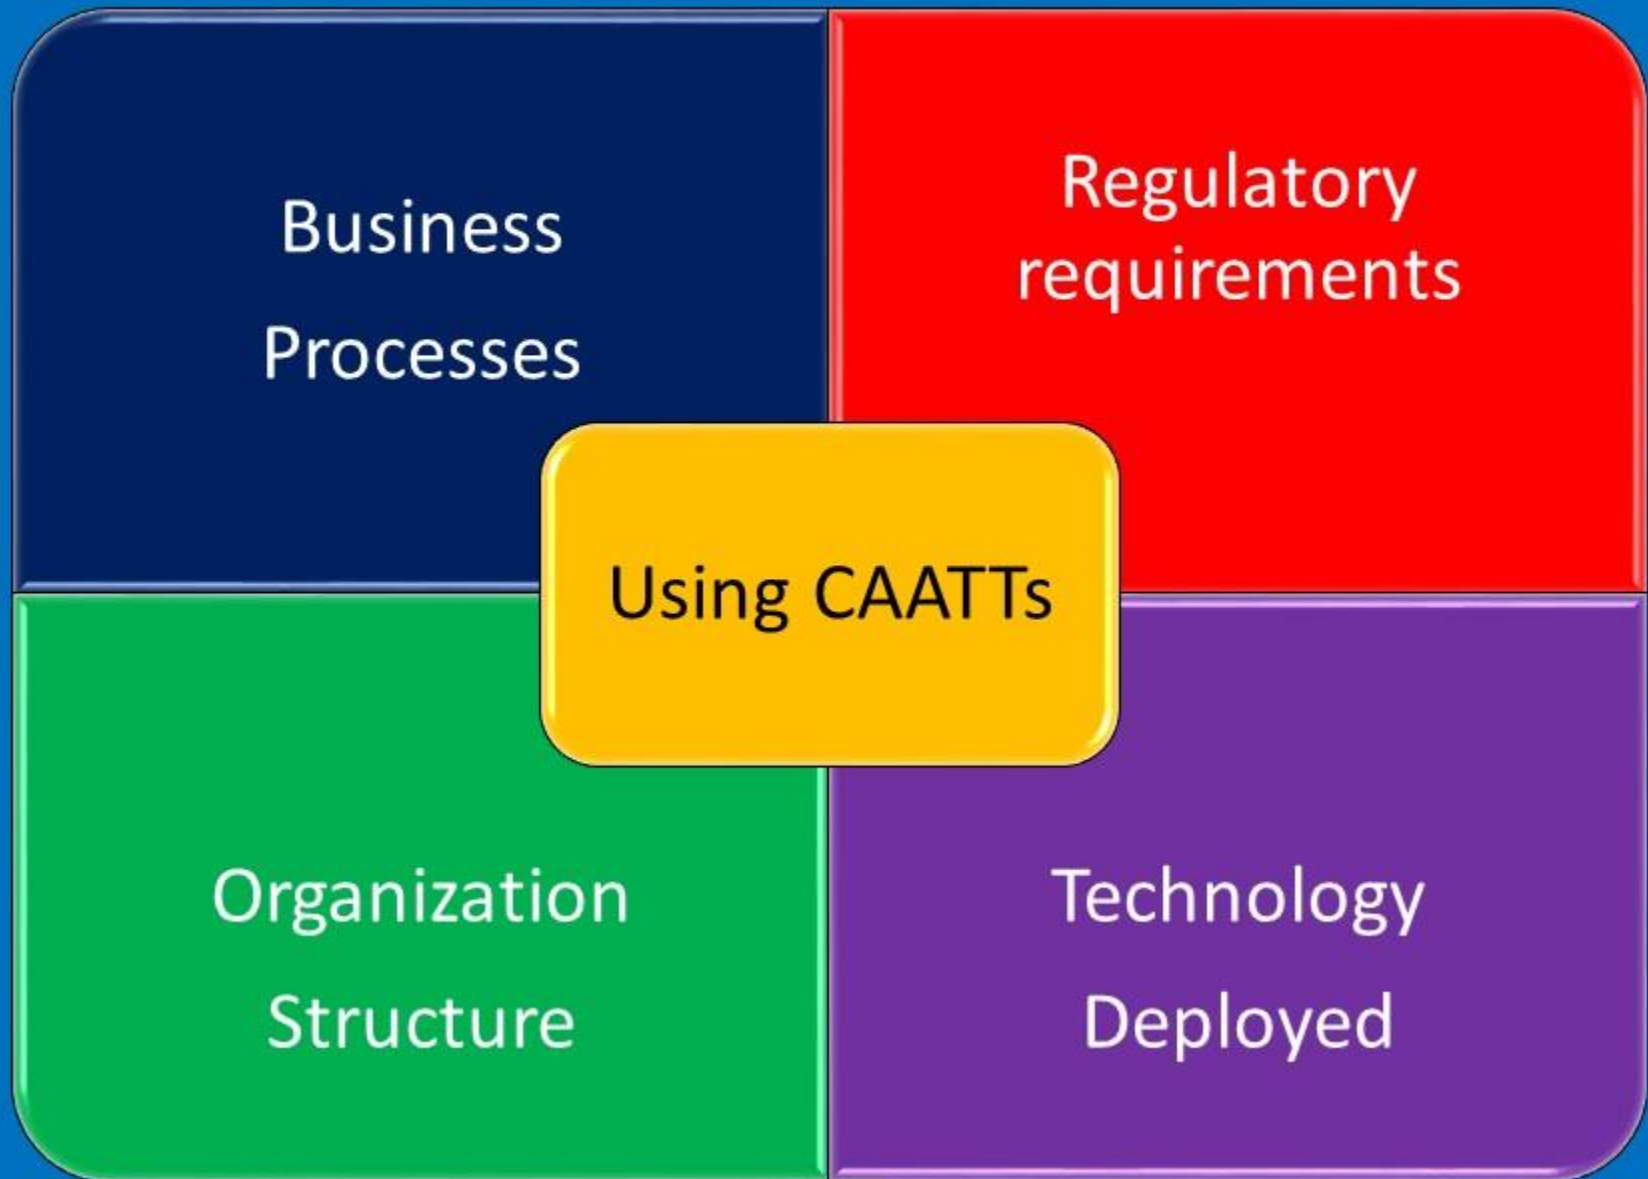 Business
Processes
Regulatory
requirements
Using CAATTs
Organization
Structure
Technology
Deployed